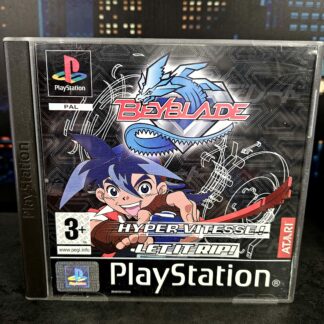 PlayStation
PAL
BEYBLADE
HYPER-VITESSE!
LET IT RIP!
3+
www.pegi.info
ATARI
PlayStation®